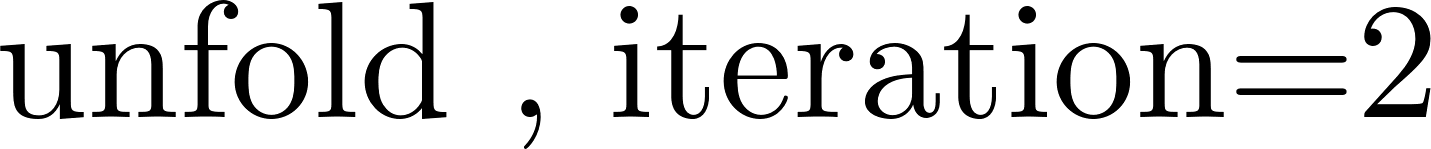 unfold , iteration=2